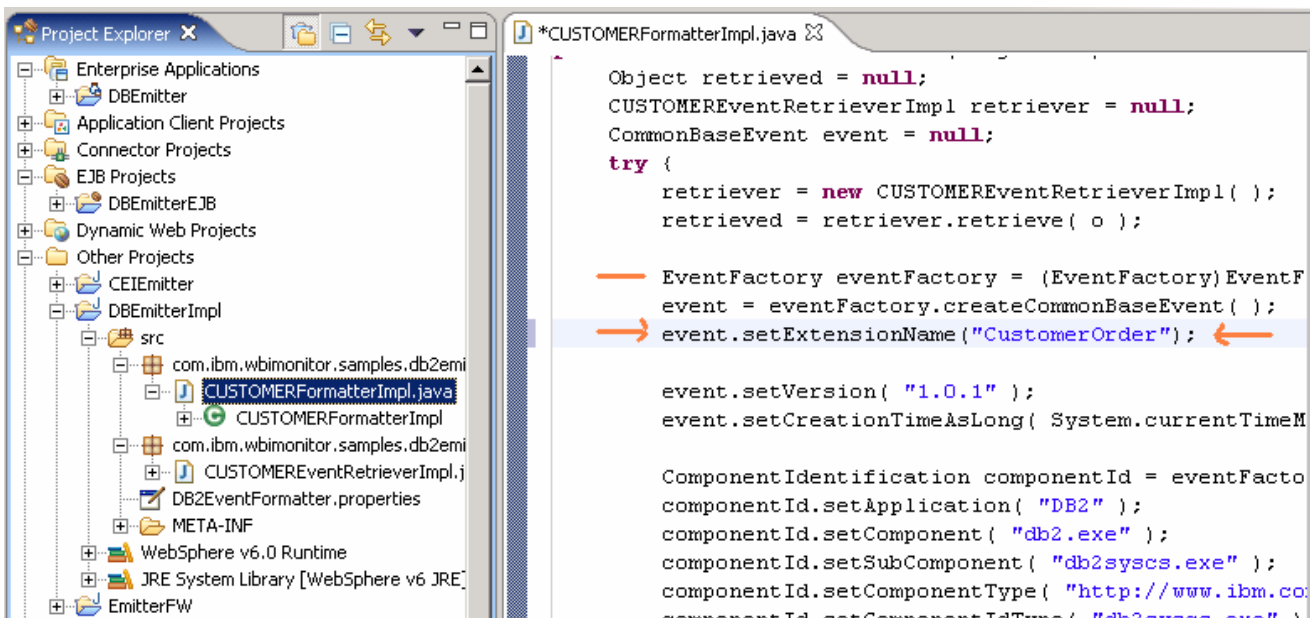 Project Explorer
Enterprise Applications
DBEmitter
Application Client Projects
Connector Projects
EJB Projects
DBEmitterEJB
Dynamic Web Projects
Other Projects
CEIEmitter
DBEmitterImpl
src
com.ibm.wbimonitor.samples.db2emi
CUSTOMERFormatterImpl.java
CUSTOMERFormatterImpl
com.ibm.wbimonitor.samples.db2emi
CUSTOMEREventRetrieverImpl.j
DB2EventFormatter.properties
META-INF
WebSphere v6.0 Runtime
JRE System Library [WebSphere v6 JRE]
EmitterFW
*CUSTOMERFormatterImpl.java
Object retrieved = null;
CUSTOMEREventRetrieverImpl retriever = null;
CommonBaseEvent event = null;
try {
retriever = new CUSTOMEREventRetrieverImpl( );
retrieved = retriever.retrieve( o );
EventFactory eventFactory = (EventFactory)EventF
event = eventFactory.createCommonBaseEvent( );
event.setExtensionName("CustomerOrder");
event.setVersion( "1.0.1" );
event.setCreationTimeAsLong( System.currentTimeM
ComponentIdentification componentId = eventFacto
componentId.setApplication( "DB2" );
componentId.setComponent( "db2.exe" );
componentId.setSubComponent( "db2syscs.exe" );
componentId.setComponentType( "http://www.ibm.co